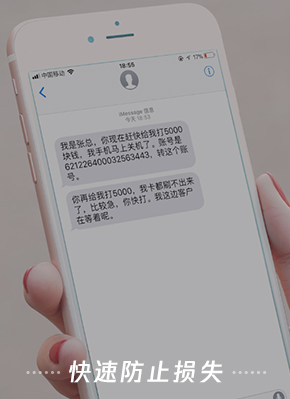 中国移动
18:55
17%
iMessage 信息
今天 18:53
我是张总，你现在赶快给我打5000
块钱，我手机马上关机了，账号是
621226400032563443，转这个账
号。
你再给我打5000，我卡都刷不出来
了，比较急，你快打，我这边客户
在等着呢。
快速防止损失